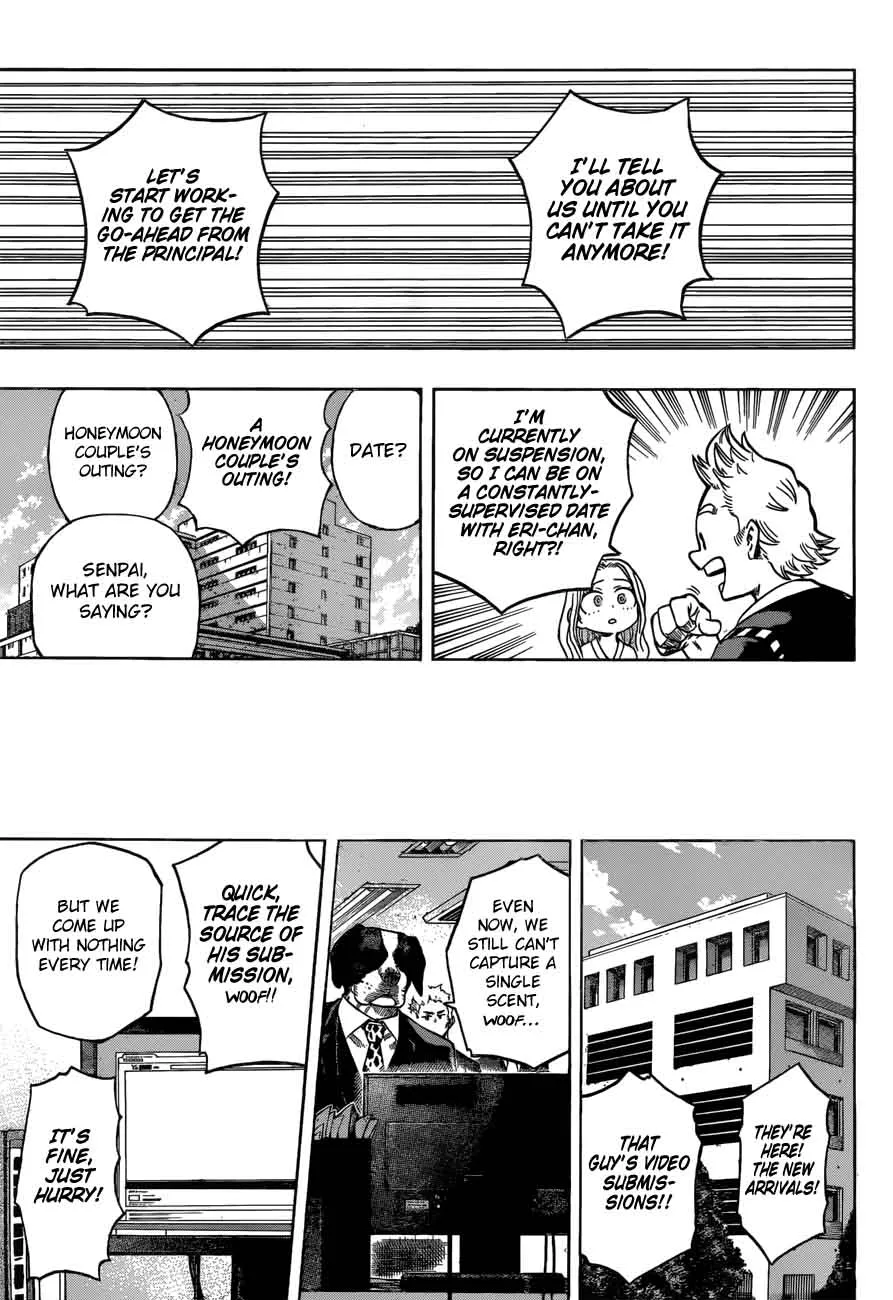 I'LL TELL
YOU ABOUT
US UNTIL YOU
CAN'T TAKE IT
ANYMORE!
LET'S
START WORK-
ING TO GET THE
GO-AHEAD FROM
THE PRINCIPAL!
I'M
CURRENTLY
ON SUSPENSION,
SO I CAN BE ON
A CONSTANTLY-
SUPERVISED DATE
WITH ERI-CHAN,
RIGHT?!
DATE?
A
HONEYMOON
COUPLE'S
OUTING!
HONEYMOON
COUPLE'S
OUTING?
SENPAI,
WHAT ARE YOU
SAYING?
THEY'RE
HERE!
THE NEW
ARRIVALS!
THAT
GUY'S VIDEO
SUBMIS-
SIONS!!
EVEN
NOW, WE
STILL CAN'T
CAPTURE A
SINGLE
SCENT,
WOOF...
QUICK,
TRACE THE
SOURCE OF
HIS SUB-
MISSION,
WOOF!!
BUT WE
COME UP
WITH NOTHING
EVERY TIME!
IT'S
FINE,
JUST
HURRY!